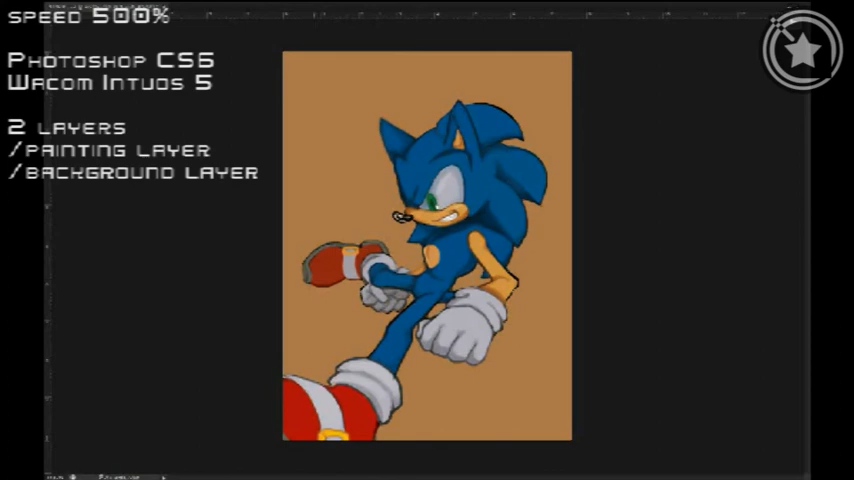 SPEED 500%
PHOTOSHOP CS6
WACOM INTUOS 5
2 LAYERS
/PAINTING LAYER
/BACKGROUND LAYER